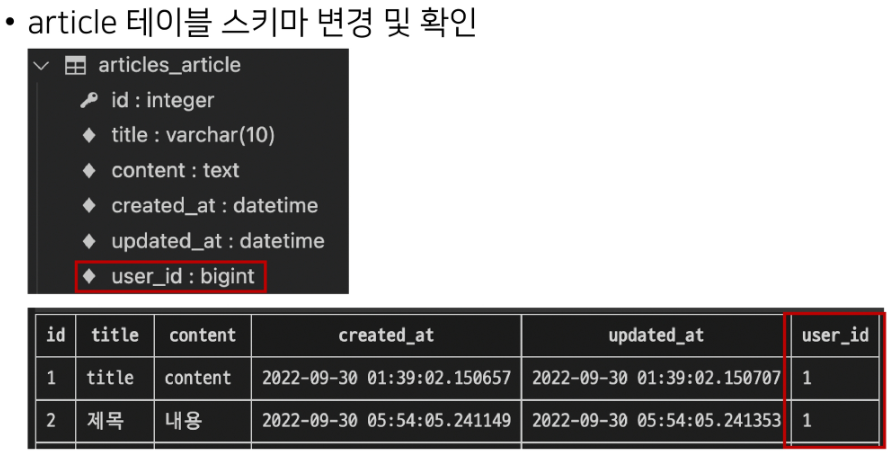 • article 테이블 스키마 변경 및 확인
articles_article
id : integer
title : varchar(10)
content : text
created_at : datetime
updated_at : datetime
user_id : bigint
id title content created_at updated_at user_id
1 title content 2022-09-30 01:39:02.150657 2022-09-30 01:39:02.150707 1
2 제목 내용 2022-09-30 05:54:05.241149 2022-09-30 05:54:05.241353 1